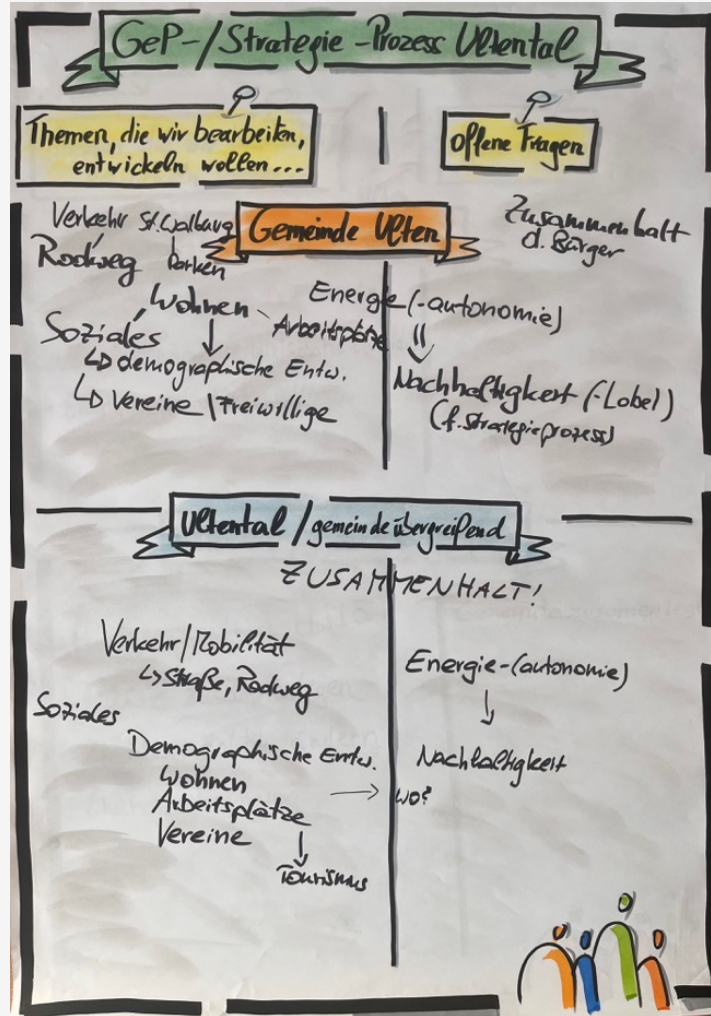 GeP-/Strategie-Prozess Ultental
Themen, die wir bearbeiten,
entwickeln wollen...
offene Fragen
Gemeinde Ulten
Verkehr St. Walburg
Radweg Parken
Wohnen
Arbeitsplätze
Soziales
↳ demographische Entw.
↳ Vereine/Freiwillige
Zusammenhalt
d. Bürger
Energie(-autonomie)
Nachhaltigkeit (-Label)
(f. Strategieprozess)
Ultental/gemeindeübergreifend
ZUSAMMENHALT!
Verkehr/Mobilität
↳ Straße, Radweg
Soziales
Demographische Entw.
Wohnen
Arbeitsplätze
Vereine
Tourismus
Energie-(autonomie)
Nachhaltigkeit
wo?